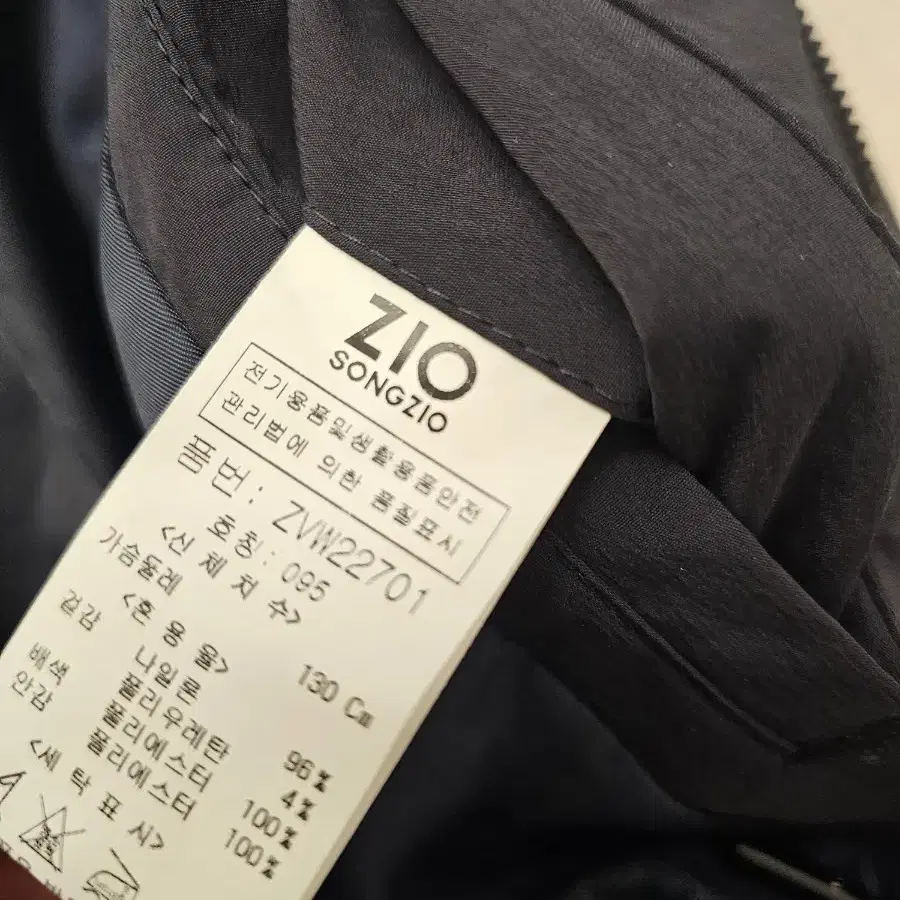 ZIO
SONGZIO
전기용품및생활용품안전
관리법에 의한 품질표시
품번: ZVW22701
호칭: 095
<신 체 치 수>
가슴둘레 130 Cm
<혼 용 율>
겉감 나일론 96%
폴리우레탄 4%
배색 폴리에스터 100%
안감 폴리에스터 100%
<세 탁 표 시>